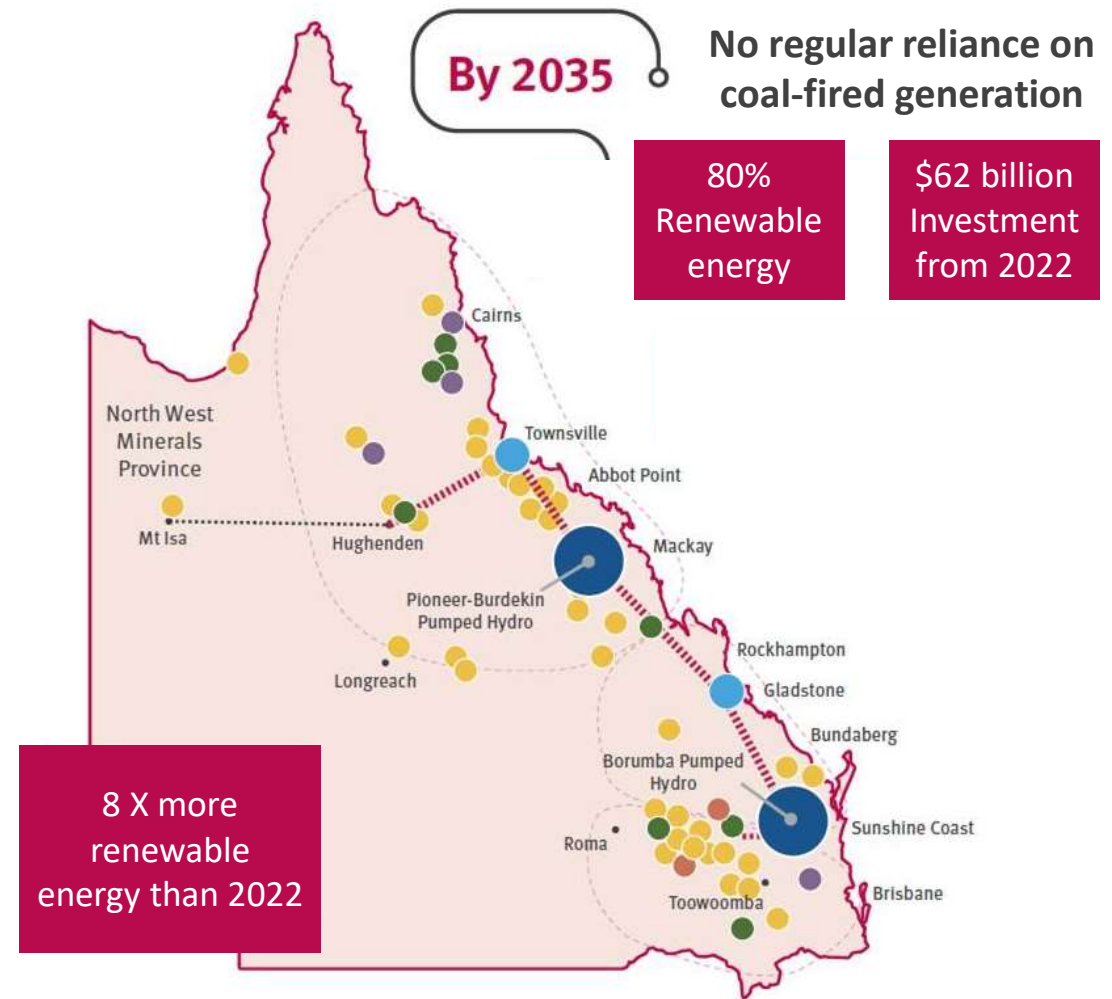 By 2035
No regular reliance on
coal-fired generation
80%
Renewable
energy
$62 billion
Investment
from 2022
Cairns
North West
Minerals
Province
Townsville
Abbot Point
Mt Isa
Hughenden
Mackay
Pioneer-Burdekin
Pumped Hydro
Rockhampton
Longreach
Gladstone
Bundaberg
Borumba Pumped
Hydro
8 X more
renewable
energy than 2022
Sunshine Coast
Roma
Toowoomba
Brisbane